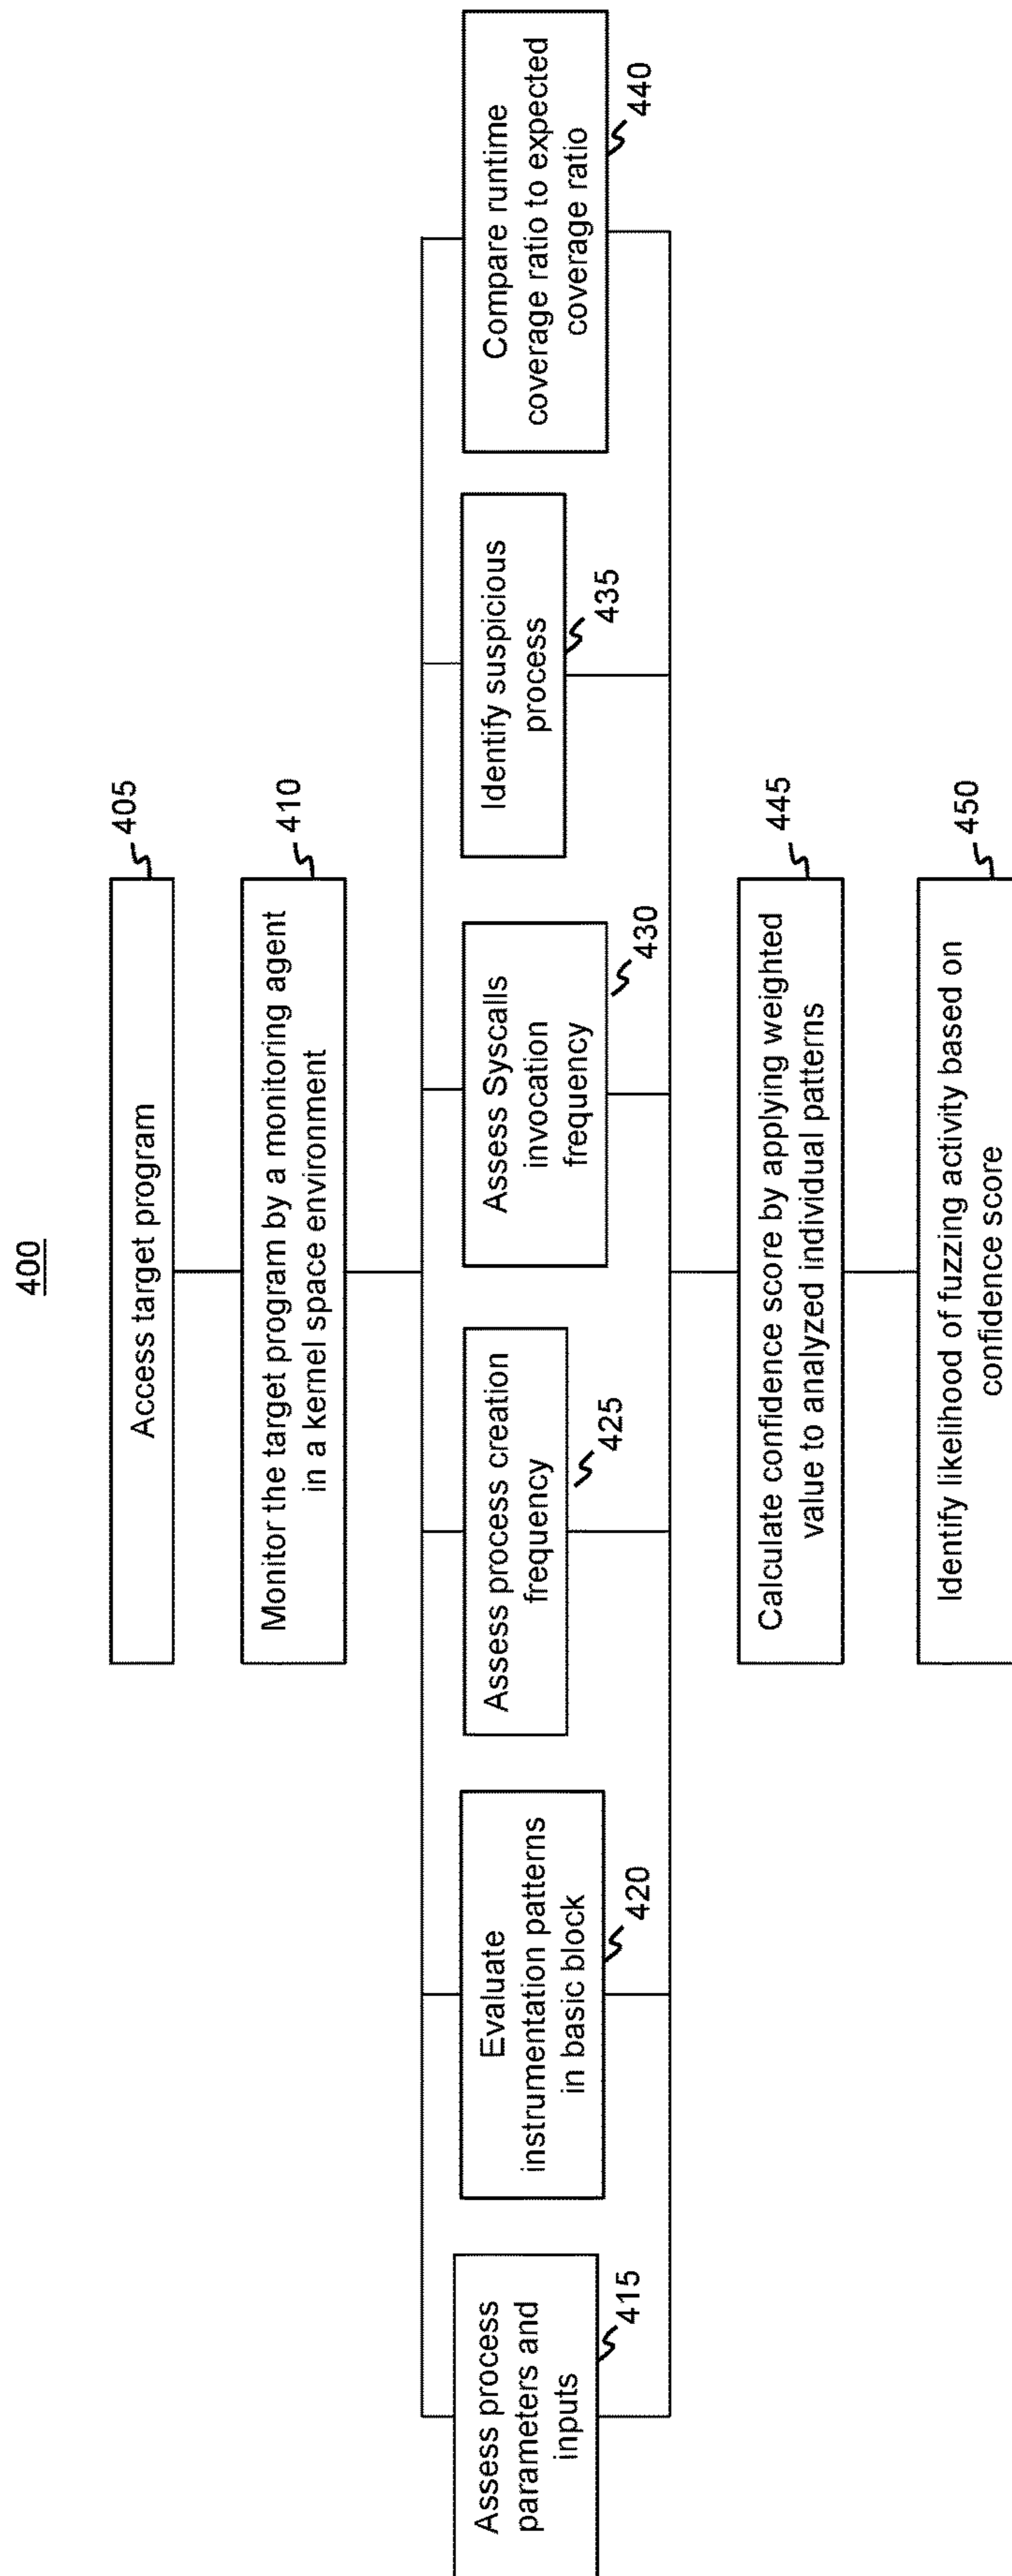 400
Access target program
405
Monitor the target program by a monitoring agent
in a kernel space environment
410
Assess process
parameters and
inputs
415
Evaluate
instrumentation patterns
in basic block
420
Assess process creation
frequency
425
Assess Syscalls
invocation
frequency
430
Identify suspicious
process
435
Compare runtime
coverage ratio to expected
coverage ratio
440
Calculate confidence score by applying weighted
value to analyzed individual patterns
445
Identify likelihood of fuzzing activity based on
confidence score
450